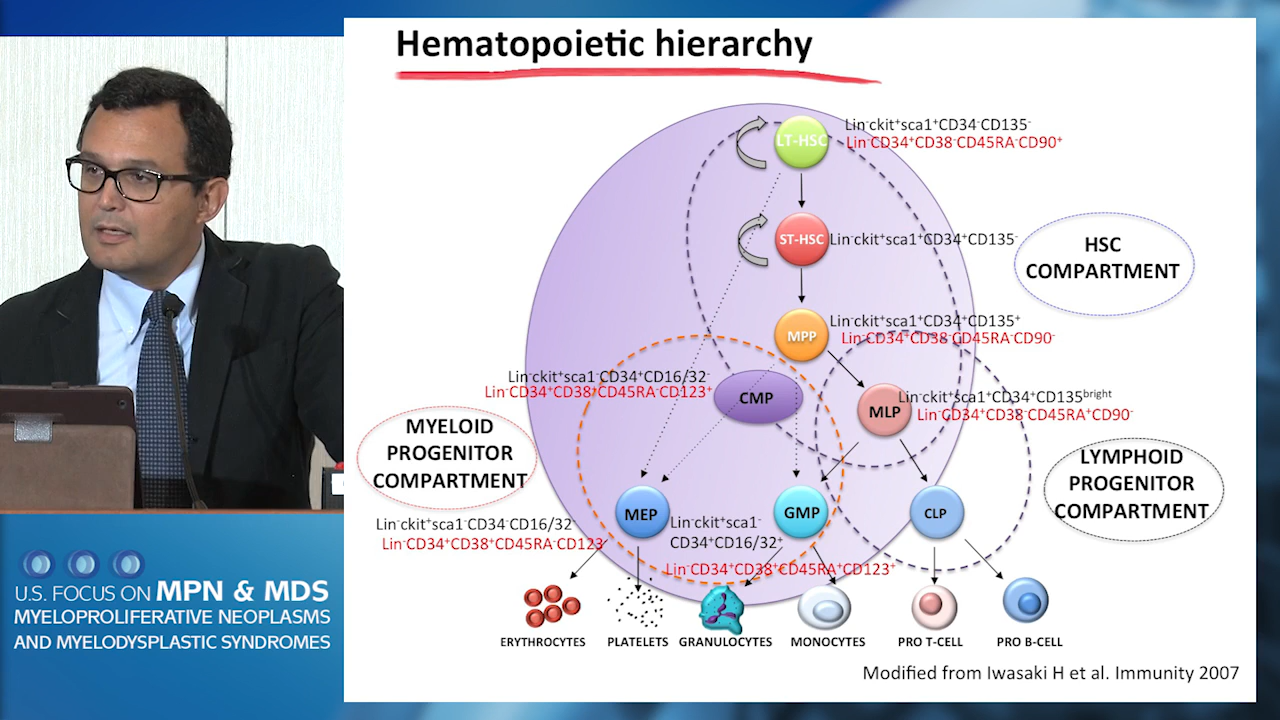 Hematopoietic hierarchy
LT-HSC
Lin⁻ckit⁺sca1⁺CD34⁻CD135⁻
Lin⁻CD34⁺CD38⁻CD45RA⁻CD90⁺
ST-HSC
Lin⁻ckit⁺sca1⁺CD34⁺CD135⁻
HSC
COMPARTMENT
MPP
Lin⁻ckit⁺sca1⁺CD34⁺CD135⁺
Lin⁻CD34⁺CD38⁻CD45RA⁻CD90⁻
Lin⁻ckit⁺sca1⁻CD34⁺CD16/32⁻
Lin⁻CD34⁺CD38⁺CD45RA⁻CD123⁺
CMP
MLP
Lin⁻ckit⁺sca1⁺CD34⁺CD135ᵇʳⁱᵍʰᵗ
Lin⁻CD34⁺CD38⁻CD45RA⁺CD90⁻
MYELOID
PROGENITOR
COMPARTMENT
LYMPHOID
PROGENITOR
COMPARTMENT
MEP
GMP
CLP
Lin⁻ckit⁺sca1⁻CD34⁻CD16/32⁻
Lin⁻CD34⁺CD38⁺CD45RA⁻CD123⁻
Lin⁻ckit⁺sca1⁻
CD34⁺CD16/32⁺
Lin⁻CD34⁺CD38⁺CD45RA⁺CD123⁺
ERYTHROCYTES
PLATELETS
GRANULOCYTES
MONOCYTES
PRO T-CELL
PRO B-CELL
Modified from Iwasaki H et al. Immunity 2007
U.S. FOCUS ON MPN & MDS
MYELOPROLIFERATIVE NEOPLASMS
AND MYELODYSPLASTIC SYNDROMES